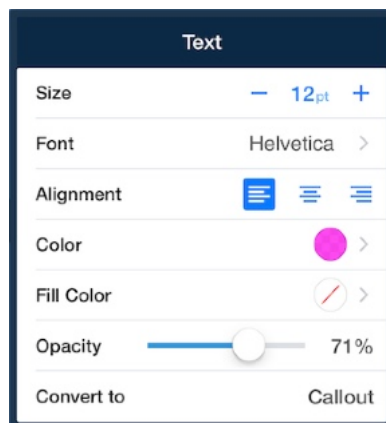 Text
Size − 12pt +
Font Helvetica >
Alignment
Color >
Fill Color >
Opacity 71%
Convert to Callout